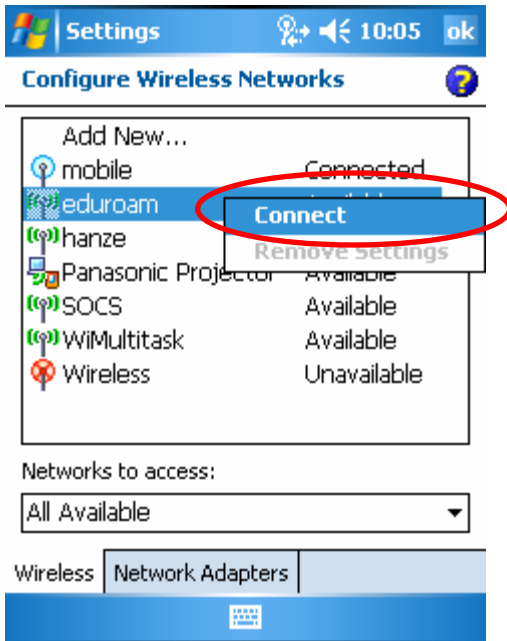 Settings 10:05 ok
Configure Wireless Networks
Add New...
mobile Connected
eduroam
Connect
hanze
Remove Settings
Panasonic Projector Available
SOCS Available
WiMultitask Available
Wireless Unavailable
Networks to access:
All Available
Wireless Network Adapters